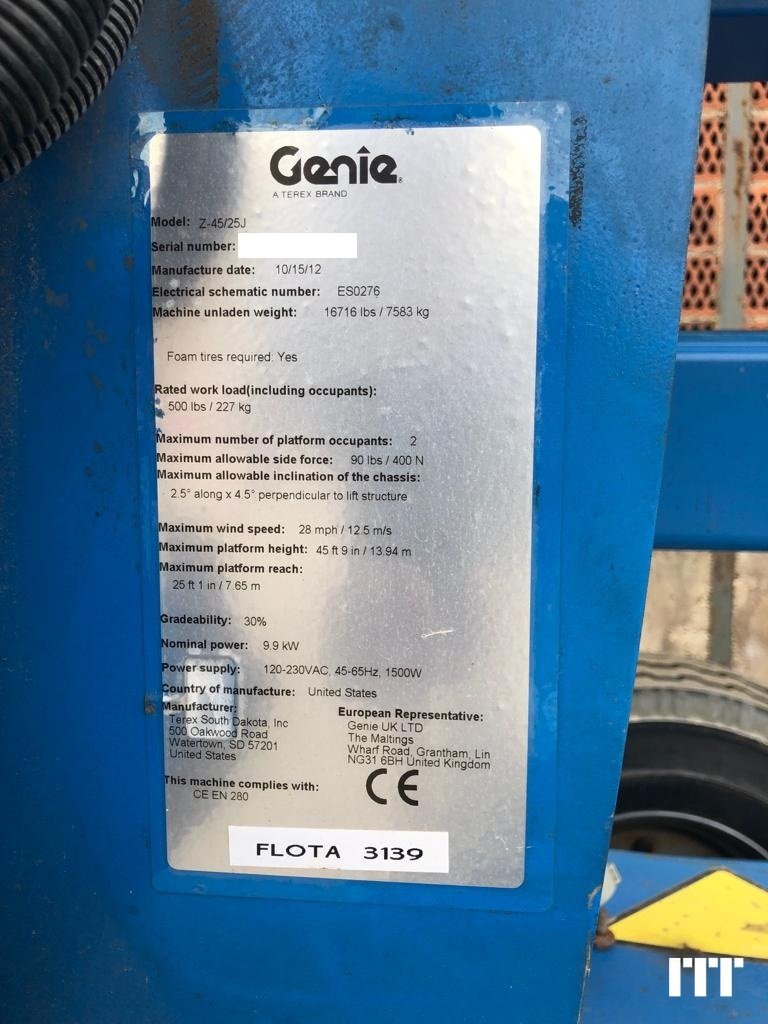 Genie
A TEREX BRAND
Model: Z-45/25J
Serial number:
Manufacture date: 10/15/12
Electrical schematic number: ES0276
Machine unladen weight: 16716 lbs / 7583 kg
Foam tires required: Yes
Rated work load(including occupants):
500 lbs / 227 kg
Maximum number of platform occupants: 2
Maximum allowable side force: 90 lbs / 400 N
Maximum allowable inclination of the chassis:
2.5° along x 4.5° perpendicular to lift structure
Maximum wind speed: 28 mph / 12.5 m/s
Maximum platform height: 45 ft 9 in / 13.94 m
Maximum platform reach:
25 ft 1 in / 7.65 m
Gradeability: 30%
Nominal power: 9.9 kW
Power supply: 120-230VAC, 45-65Hz, 1500W
Country of manufacture: United States
Manufacturer:
Terex South Dakota, Inc
500 Oakwood Road
Watertown, SD 57201
United States
European Representative:
Genie UK LTD
The Maltings
Wharf Road, Grantham, Lin
NG31 6BH United Kingdom
This machine complies with:
CE EN 280
CE
FLOTA 3139
ITT